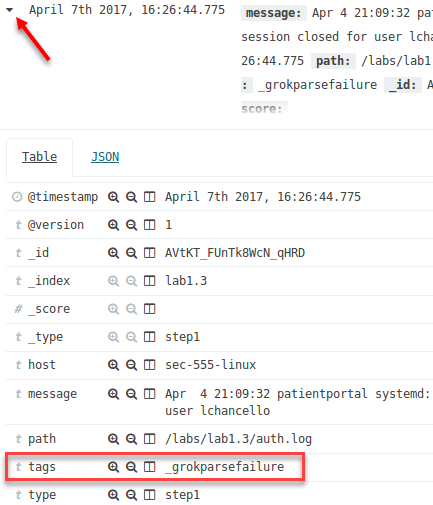 April 7th 2017, 16:26:44.775
message: Apr 4 21:09:32
session closed for user lchan
26:44.775 path: /labs/lab1
: _grokparsefailure _id:
score:
Table JSON
@timestamp April 7th 2017, 16:26:44.775
t @version 1
t _id AVtKT_FUnTk8WcN_qHRD
t _index lab1.3
# _score
t _type step1
t host sec-555-linux
t message Apr 4 21:09:32 patientportal systemd:
user lchancello
t path /labs/lab1.3/auth.log
t tags _grokparsefailure
t type step1